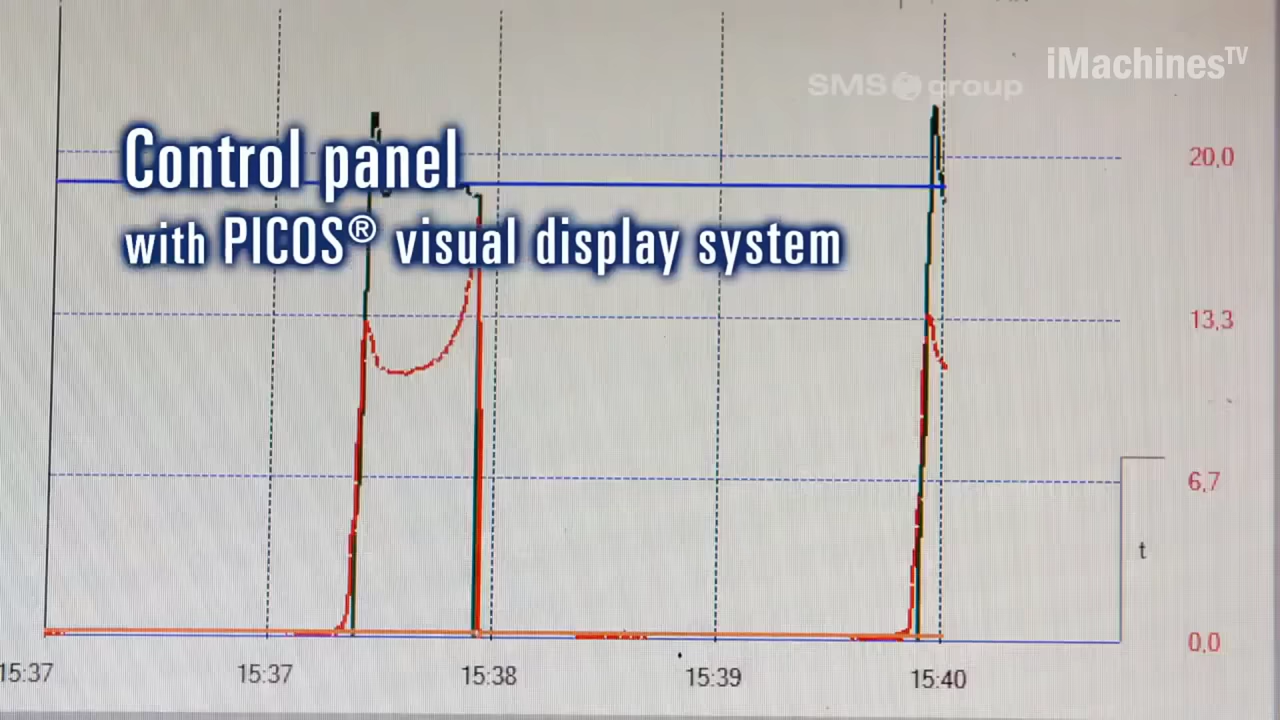 iMachinesTV
SMS group
Control panel
with PICOS® visual display system
20,0
13,3
6,7
t
0,0
15:37
15:37
15:38
15:39
15:40